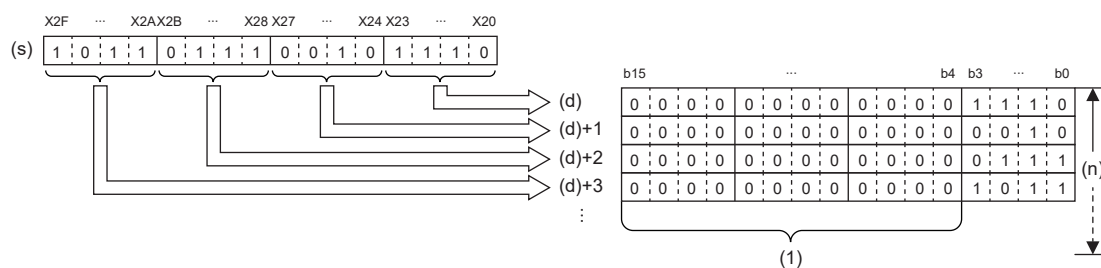 X2F ... X2A X2B ... X28 X27 ... X24 X23 ... X20
(s) 1 0 1 1 0 1 1 1 0 0 1 0 1 1 1 0
b15 ... b4 b3 ... b0
(d) 0 0 0 0 0 0 0 0 0 0 0 0 1 1 1 0
(d)+1 0 0 0 0 0 0 0 0 0 0 0 0 0 0 1 0
(d)+2 0 0 0 0 0 0 0 0 0 0 0 0 0 1 1 1
(n)
(d)+3 0 0 0 0 0 0 0 0 0 0 0 0 1 0 1 1
...
(1)